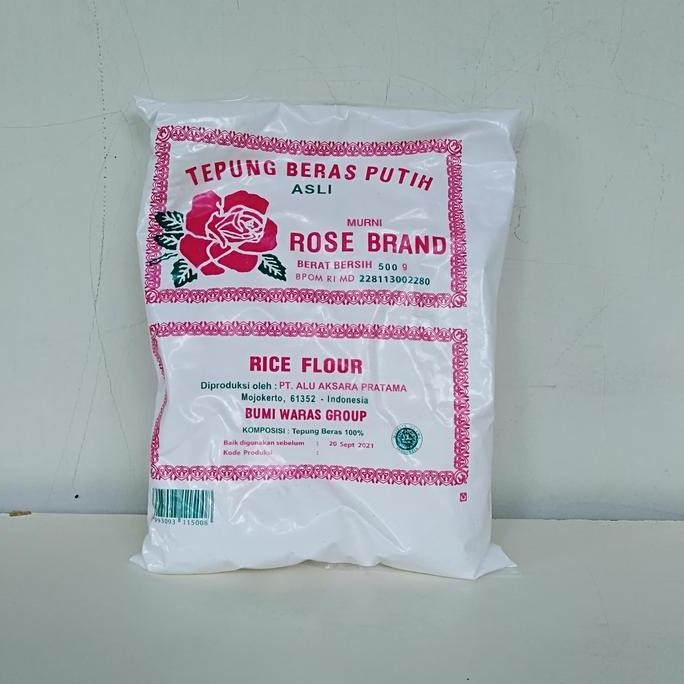 TEPUNG BERAS PUTIH
ASLI
MURNI
ROSE BRAND
BERAT BERSIH 500 g
BPOM RI MD 228113002280
RICE FLOUR
Diproduksi oleh : PT. ALU AKSARA PRATAMA
Mojokerto, 61352 - Indonesia
BUMI WARAS GROUP
KOMPOSISI : Tepung Beras 100%
Baik digunakan sebelum : 20 Sept 2021
Kode Produksi :
993093 115006